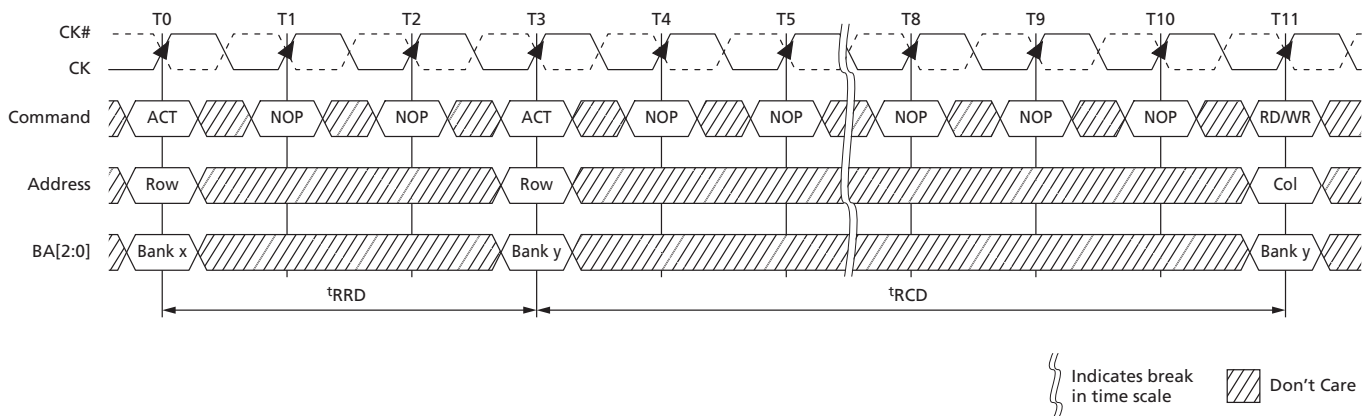 T0 T1 T2 T3 T4 T5 T8 T9 T10 T11
CK#
CK
Command ACT NOP NOP ACT NOP NOP NOP NOP NOP RD/WR
Address Row Row Col
BA[2:0] Bank x Bank y Bank y
tRRD tRCD
Indicates break
in time scale
Don't Care